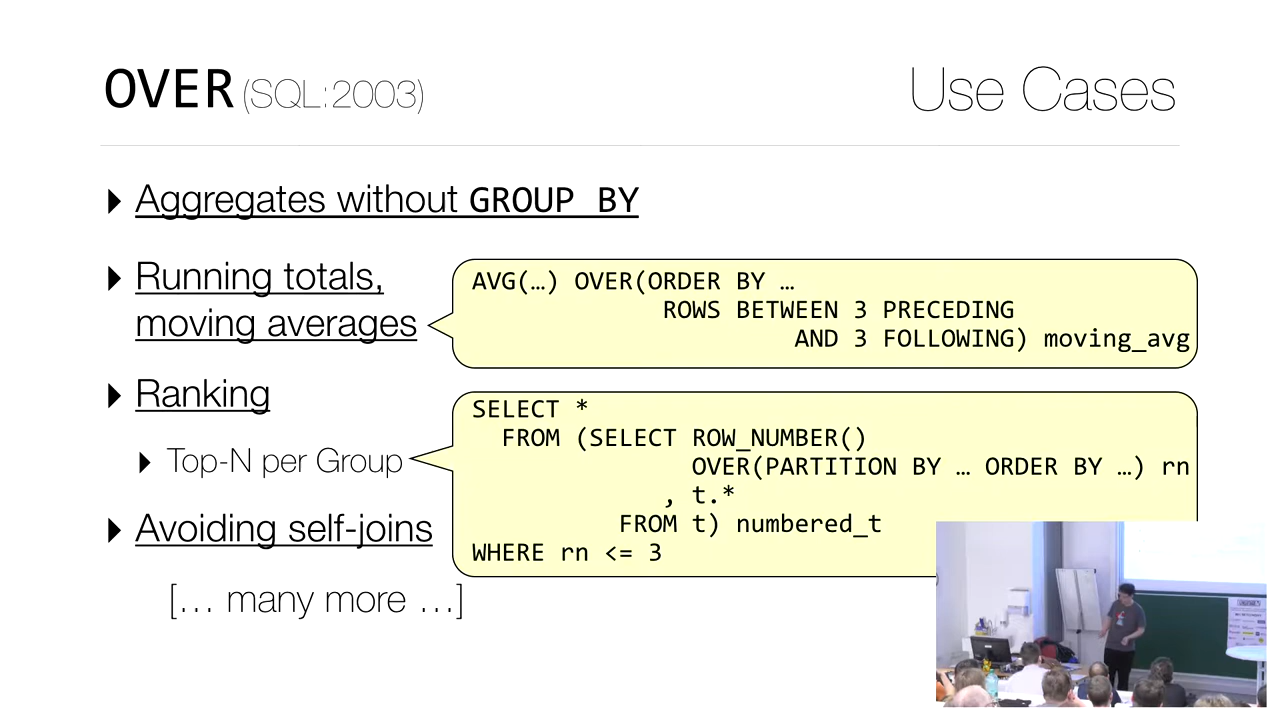 OVER (SQL:2003)
Use Cases
Aggregates without GROUP BY
Running totals,
moving averages
AVG(…) OVER(ORDER BY …
ROWS BETWEEN 3 PRECEDING
AND 3 FOLLOWING) moving_avg
Ranking
Top-N per Group
SELECT *
FROM (SELECT ROW_NUMBER()
OVER(PARTITION BY … ORDER BY …) rn
, t.*
FROM t) numbered_t
WHERE rn <= 3
Avoiding self-joins
[… many more …]